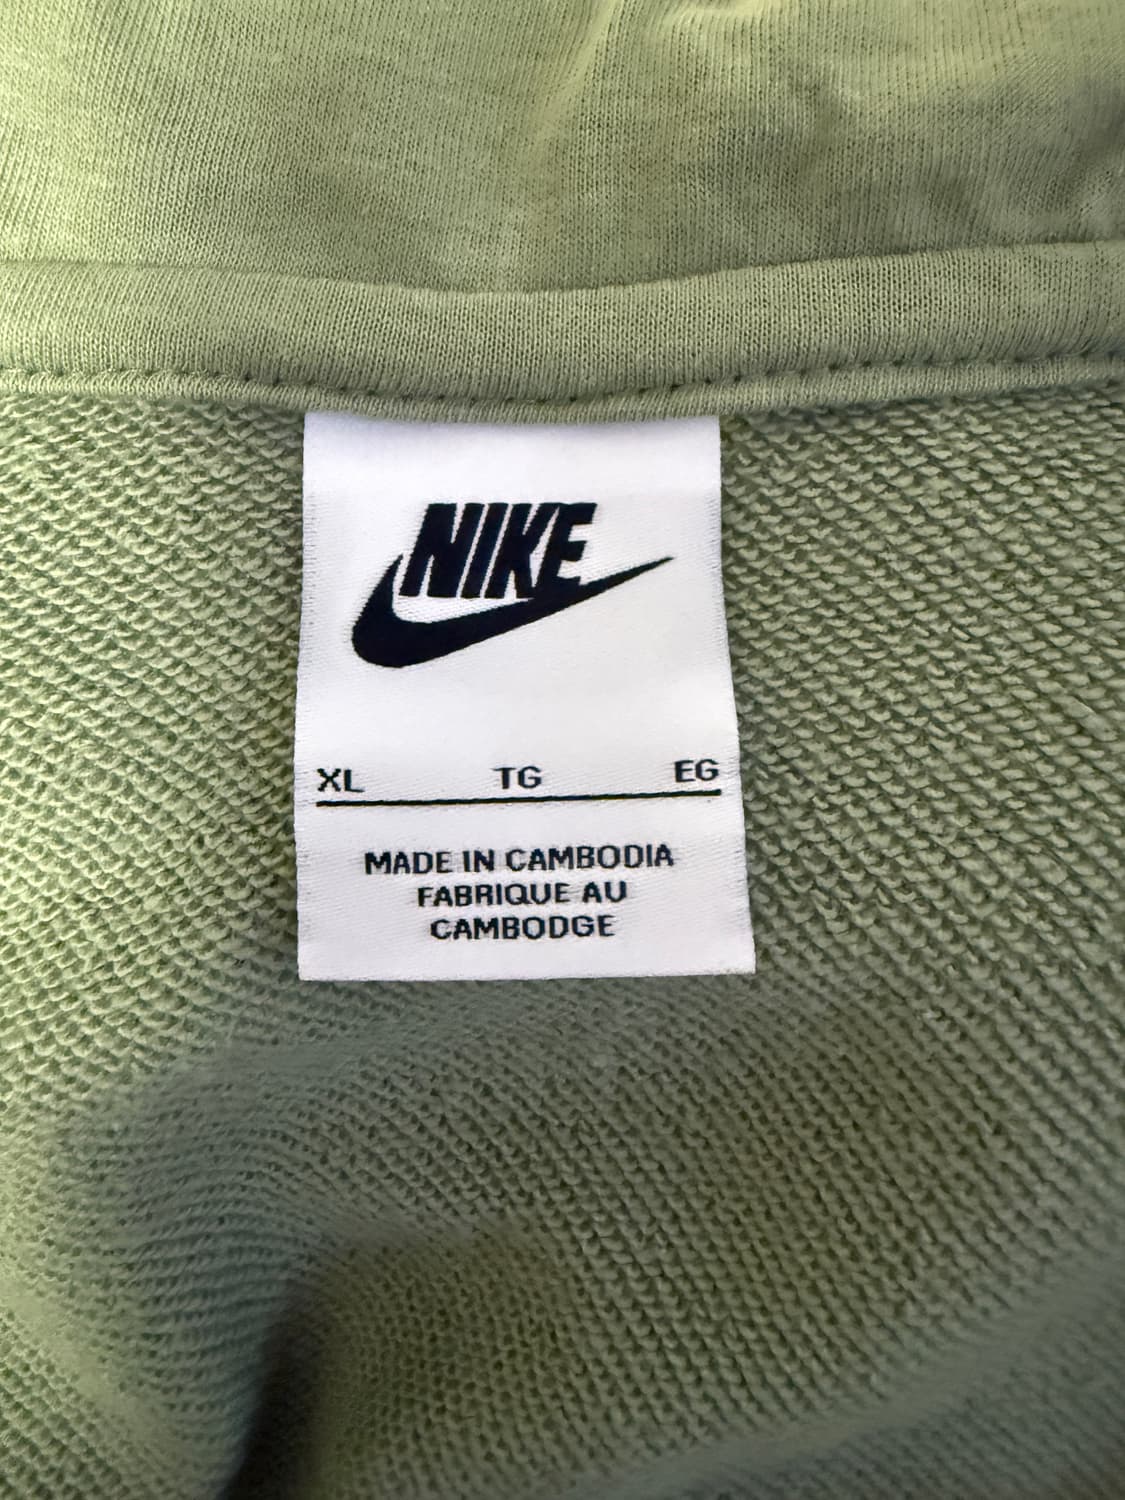 NIKE
XL TG EG
MADE IN CAMBODIA
FABRIQUE AU
CAMBODGE